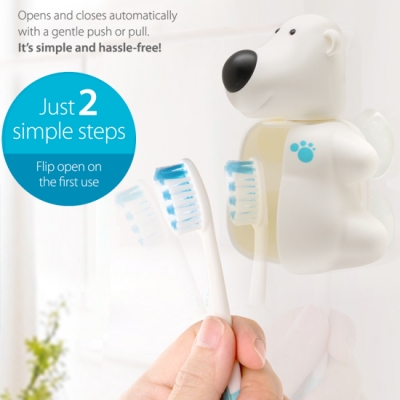 Opens and closes automatically
with a gentle push or pull.
It's simple and hassle-free!
Just 2
simple steps
Flip open on
the first use